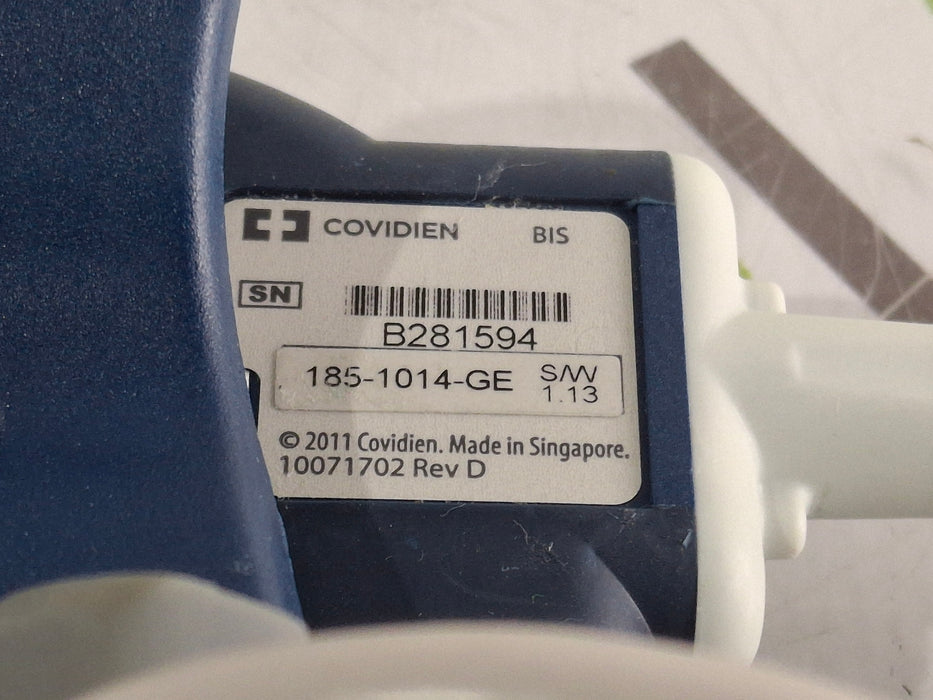 COVIDIEN BIS
SN
B281594
185-1014-GE S/W 1.13
© 2011 Covidien. Made in Singapore.
10071702 Rev D